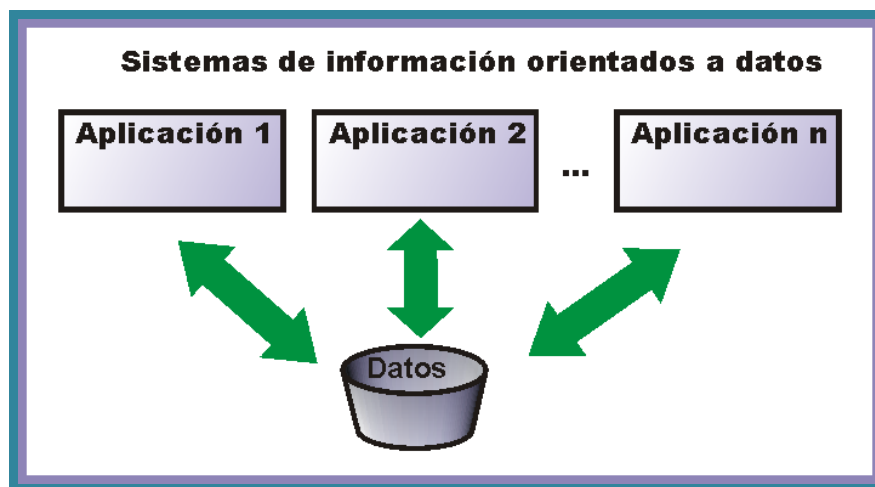 Sistemas de información orientados a datos
Aplicación 1
Aplicación 2
...
Aplicación n
Datos